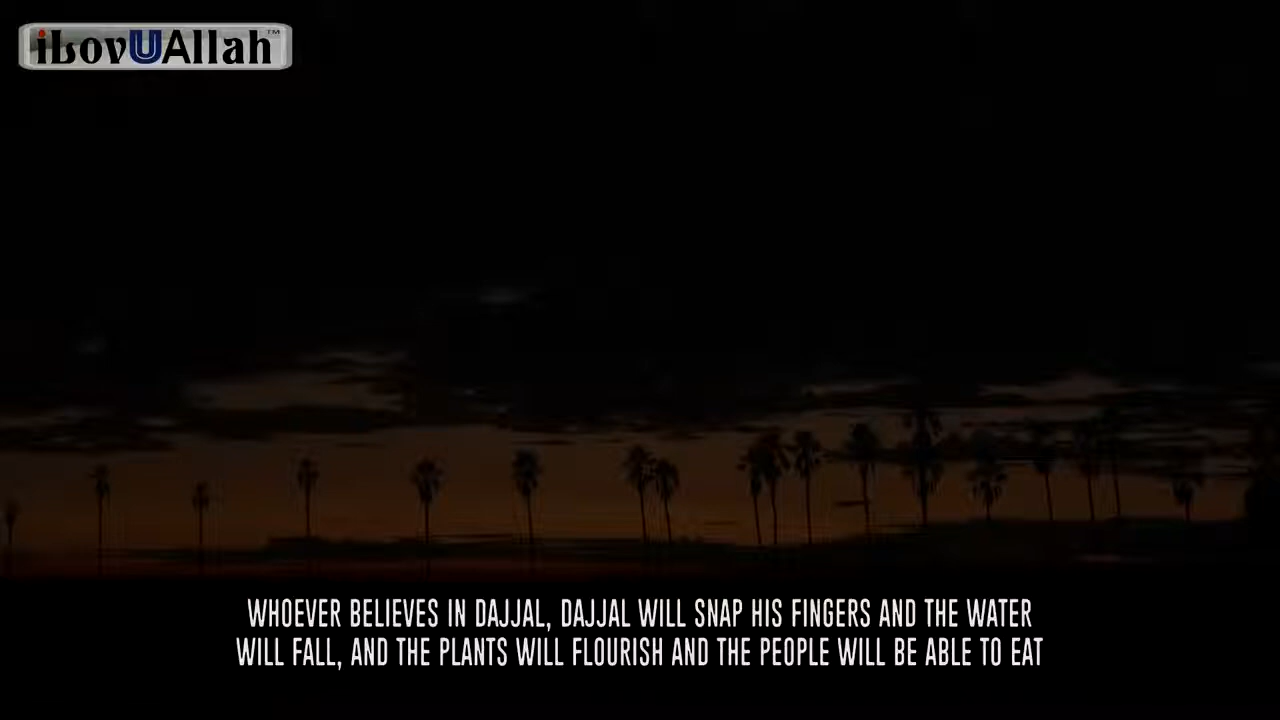 iLovUAllah™
WHOEVER BELIEVES IN DAJJAL, DAJJAL WILL SNAP HIS FINGERS AND THE WATER
WILL FALL, AND THE PLANTS WILL FLOURISH AND THE PEOPLE WILL BE ABLE TO EAT